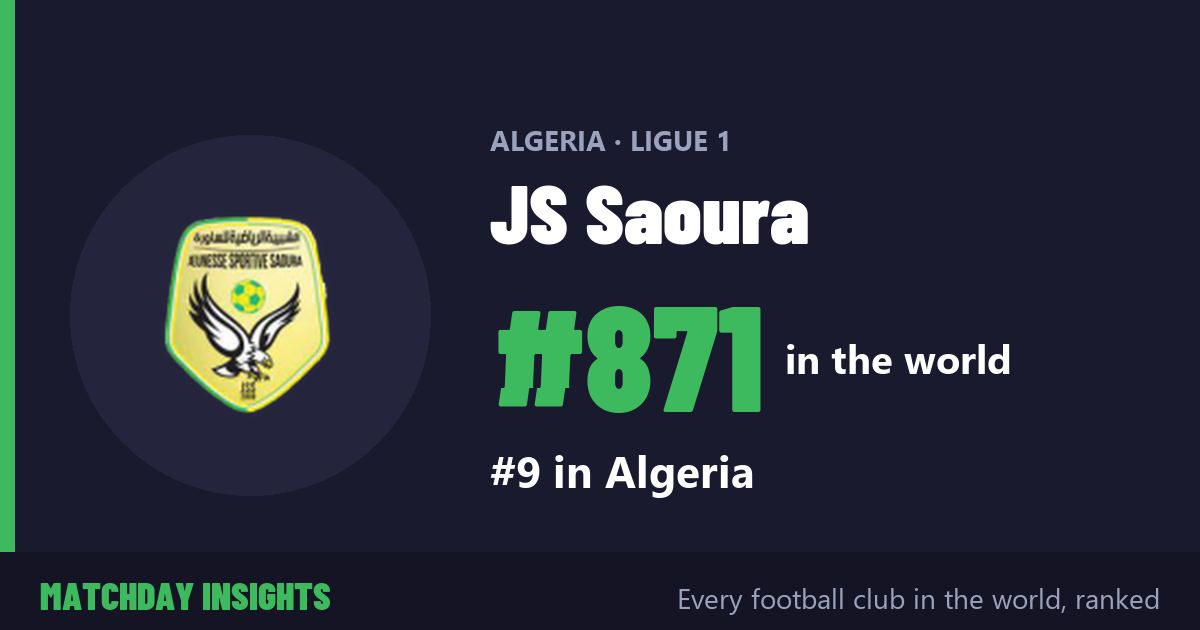 ALGERIA · LIGUE 1
JS Saoura
#871 in the world
#9 in Algeria
JEUNESSE SPORTIVE SAOURA
MATCHDAY INSIGHTS
Every football club in the world, ranked